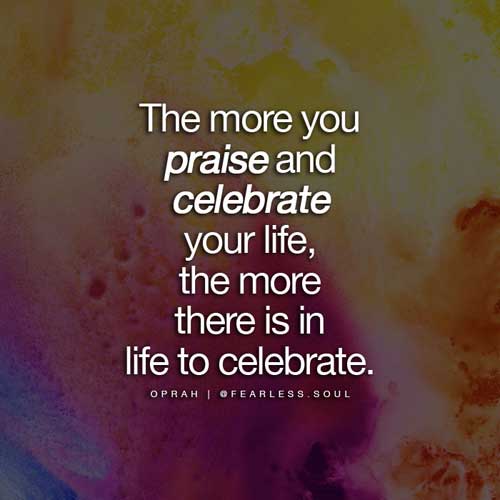 The more you
praise and
celebrate
your life,
the more
there is in
life to celebrate.
OPRAH | @FEARLESS.SOUL